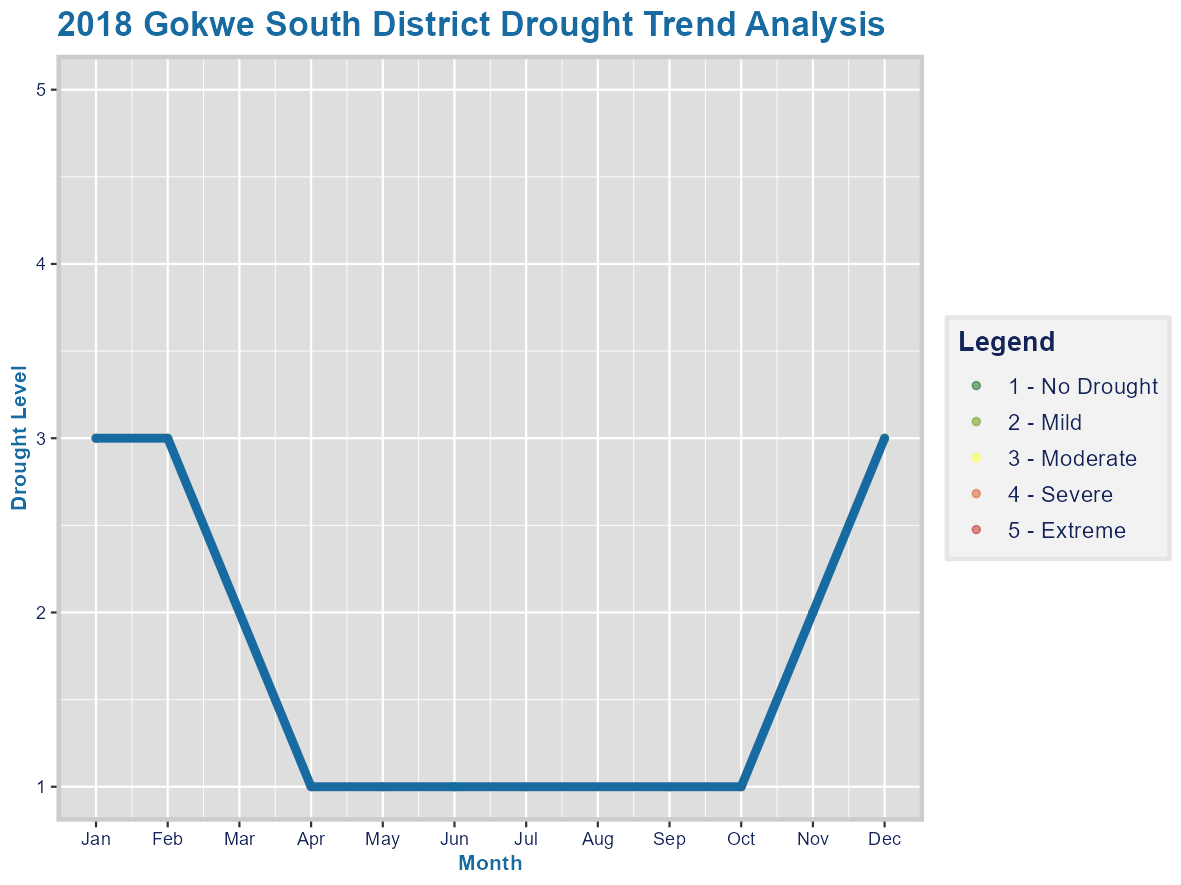 2018 Gokwe South District Drought Trend Analysis
5
4
3
2
1
Drought Level
Jan Feb Mar Apr May Jun Jul Aug Sep Oct Nov Dec
Month
Legend
1 - No Drought
2 - Mild
3 - Moderate
4 - Severe
5 - Extreme